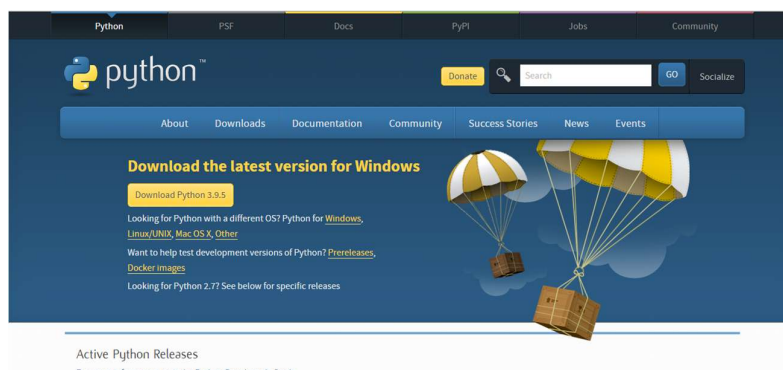 Python PSF Docs PyPI Jobs Community
python™
Donate Search GO Socialize
About Downloads Documentation Community Success Stories News Events
Download the latest version for Windows
Download Python 3.9.5
Looking for Python with a different OS? Python for Windows,
Linux/UNIX, Mac OS X, Other
Want to help test development versions of Python? Prereleases,
Docker images
Looking for Python 2.7? See below for specific releases
Active Python Releases